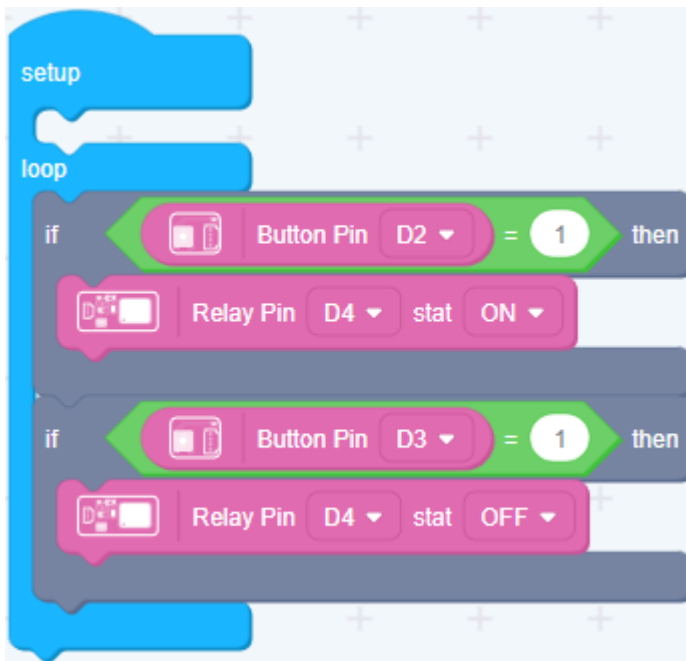 setup
loop
if Button Pin D2 = 1 then
Relay Pin D4 stat ON
if Button Pin D3 = 1 then
Relay Pin D4 stat OFF